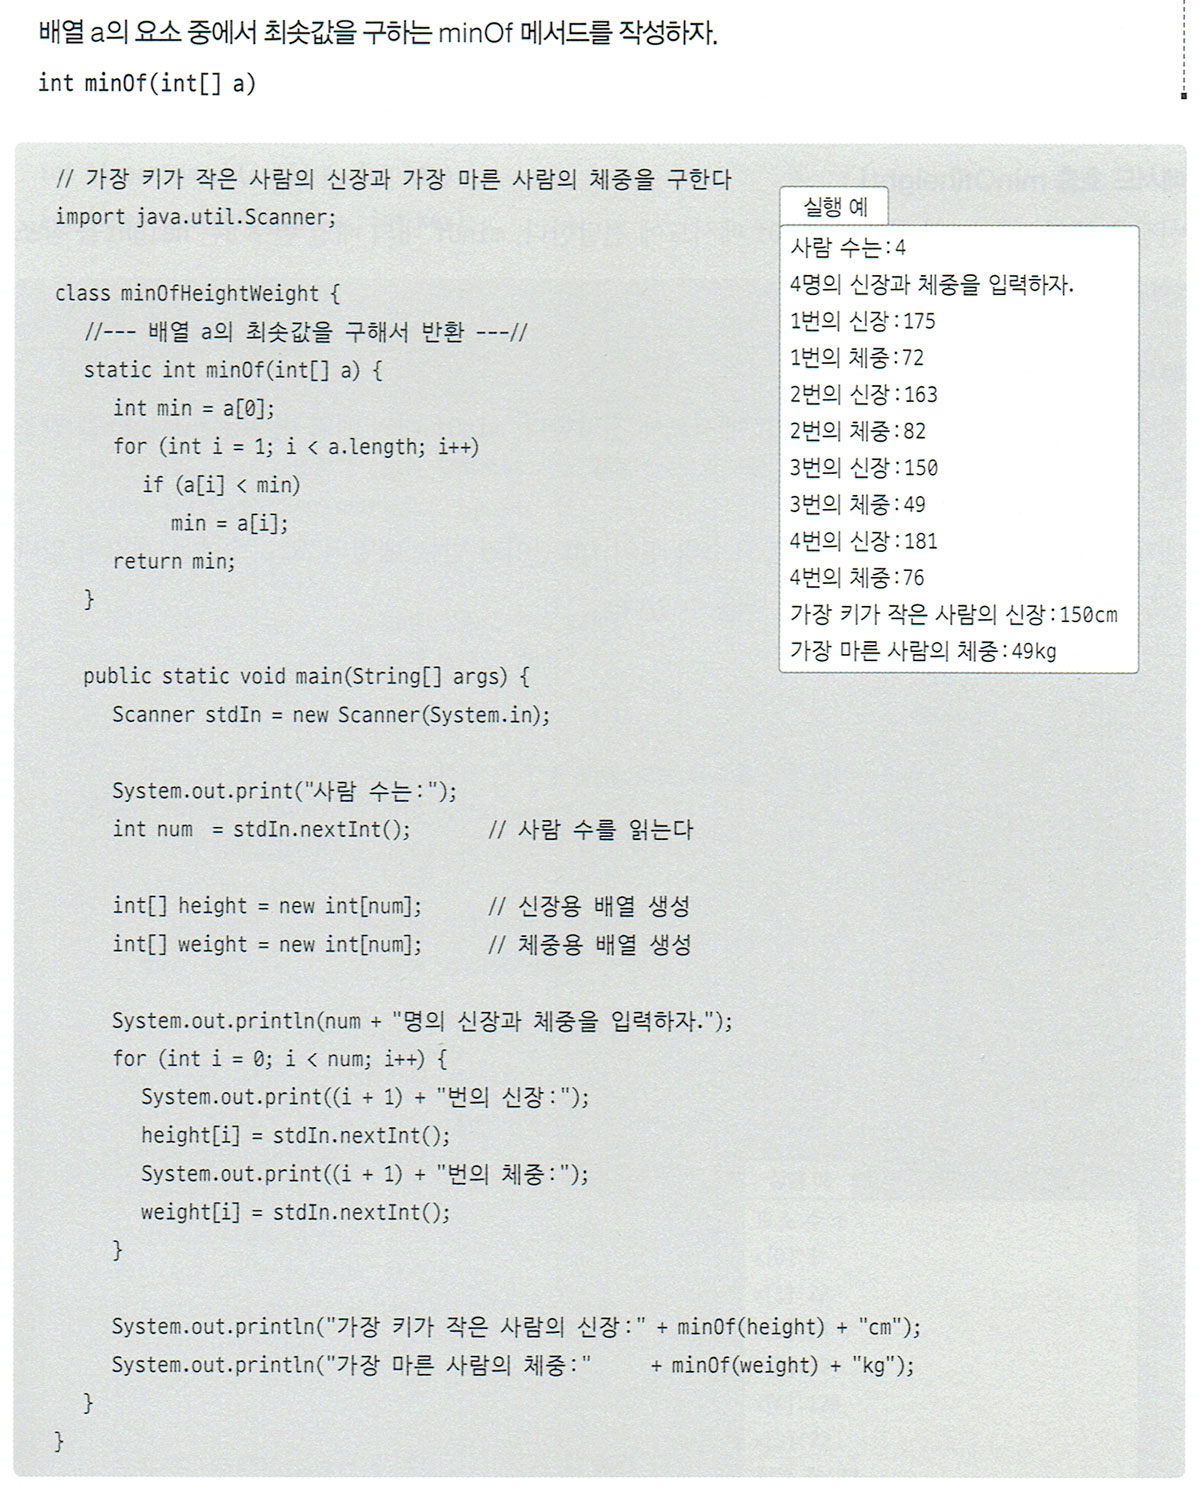 배열 a의 요소 중에서 최솟값을 구하는 minOf 메서드를 작성하자.
int minOf(int[] a)
// 가장 키가 작은 사람의 신장과 가장 마른 사람의 체중을 구한다
import java.util.Scanner;
class minOfHeightWeight {
//--- 배열 a의 최솟값을 구해서 반환 ---//
static int minOf(int[] a) {
int min = a[0];
for (int i = 1; i < a.length; i++)
if (a[i] < min)
min = a[i];
return min;
}
public static void main(String[] args) {
Scanner stdIn = new Scanner(System.in);
System.out.print("사람 수는:");
int num = stdIn.nextInt(); // 사람 수를 읽는다
int[] height = new int[num]; // 신장용 배열 생성
int[] weight = new int[num]; // 체중용 배열 생성
System.out.println(num + "명의 신장과 체중을 입력하자.");
for (int i = 0; i < num; i++) {
System.out.print((i + 1) + "번의 신장:");
height[i] = stdIn.nextInt();
System.out.print((i + 1) + "번의 체중:");
weight[i] = stdIn.nextInt();
}
System.out.println("가장 키가 작은 사람의 신장:" + minOf(height) + "cm");
System.out.println("가장 마른 사람의 체중:" + minOf(weight) + "kg");
}
}
실행 예
사람 수는:4
4명의 신장과 체중을 입력하자.
1번의 신장:175
1번의 체중:72
2번의 신장:163
2번의 체중:82
3번의 신장:150
3번의 체중:49
4번의 신장:181
4번의 체중:76
가장 키가 작은 사람의 신장:150cm
가장 마른 사람의 체중:49kg